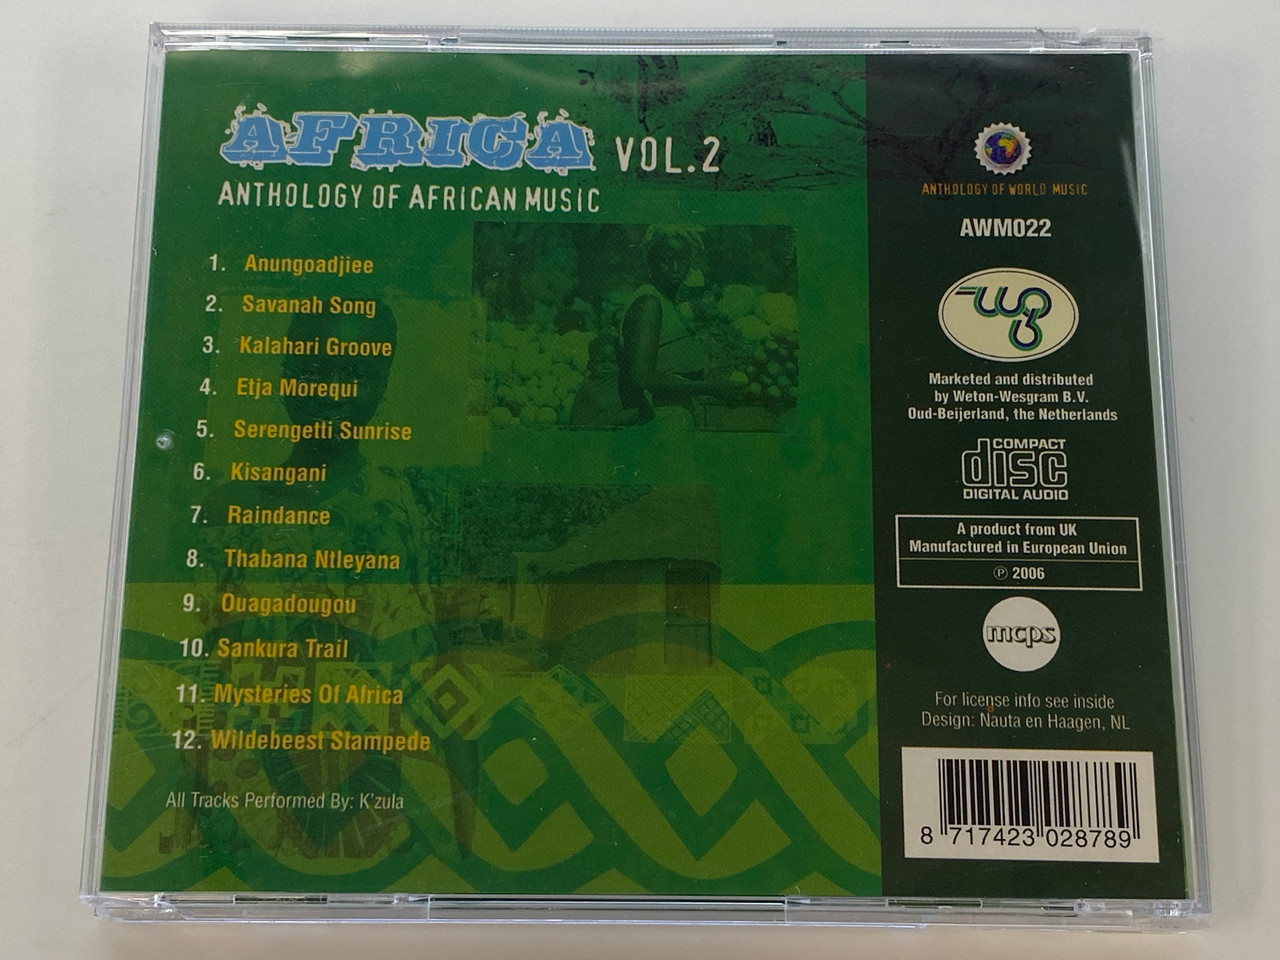 AFRICA VOL.2
ANTHOLOGY OF AFRICAN MUSIC
1. Anungoadjiee
2. Savanah Song
3. Kalahari Groove
4. Etja Morequi
5. Serengetti Sunrise
6. Kisangani
7. Raindance
8. Thabana Ntleyana
9. Ouagadougou
10. Sankura Trail
11. Mysteries Of Africa
12. Wildebeest Stampede
All Tracks Performed By: K'zula
ANTHOLOGY OF WORLD MUSIC
AWM022
Marketed and distributed
by Weton-Wesgram B.V.
Oud-Beijerland, the Netherlands
COMPACT
disc
DIGITAL AUDIO
A product from UK
Manufactured in European Union
℗ 2006
mcps
For license info see inside
Design: Nauta en Haagen, NL
8 717423 028789